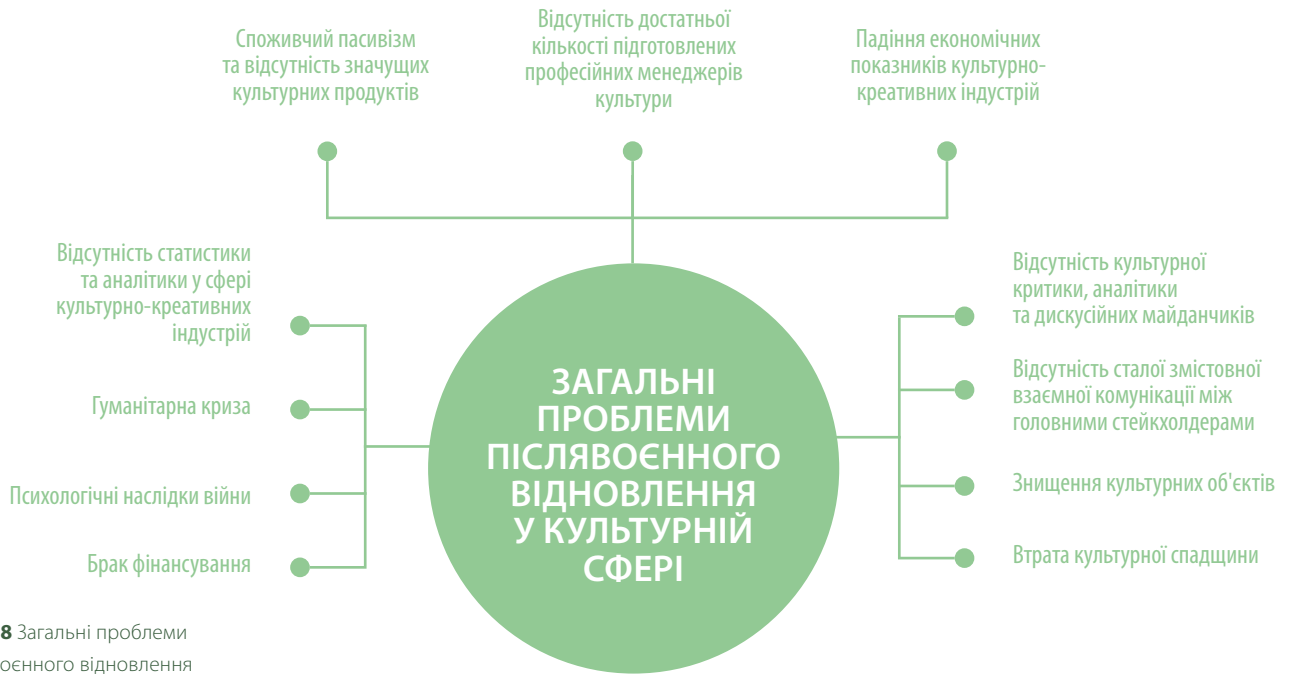 Споживчий пасивізм
та відсутність значущих
культурних продуктів
Відсутність достатньої
кількості підготовлених
професійних менеджерів
культури
Падіння економічних
показників культурно-
креативних індустрій
Відсутність статистики
та аналітики у сфері
культурно-креативних
індустрій
Гуманітарна криза
Психологічні наслідки війни
Брак фінансування
ЗАГАЛЬНІ
ПРОБЛЕМИ
ПІСЛЯВОЄННОГО
ВІДНОВЛЕННЯ
У КУЛЬТУРНІЙ
СФЕРІ
Відсутність культурної
критики, аналітики
та дискусійних майданчиків
Відсутність сталої змістовної
взаємної комунікації між
головними стейкхолдерами
Знищення культурних об'єктів
Втрата культурної спадщини
8 Загальні проблеми
оєнного відновлення